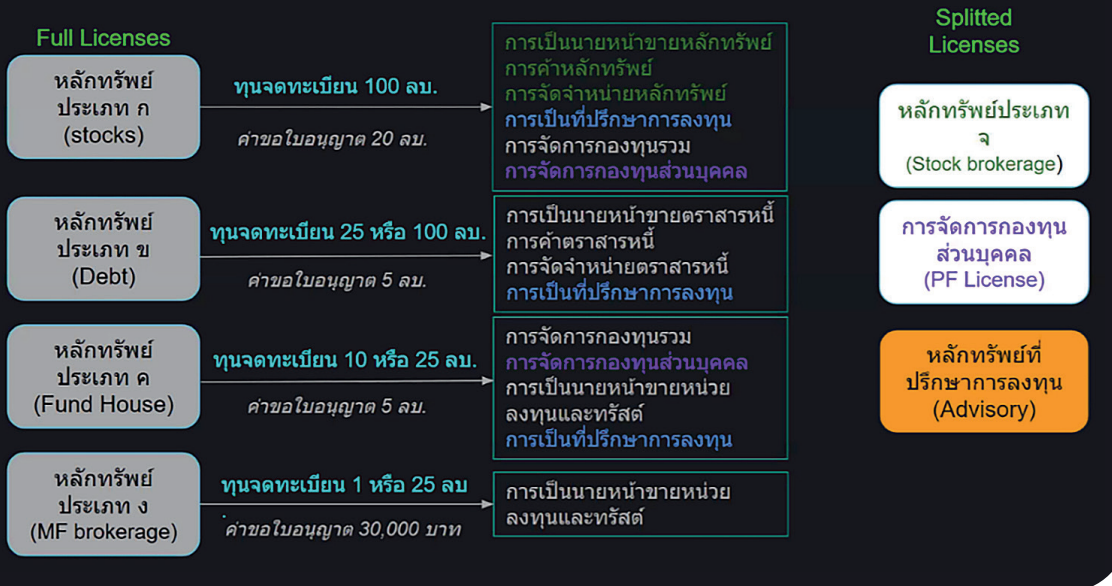 Full Licenses
หลักทรัพย์
ประเภท ก
(stocks)
ทุนจดทะเบียน 100 ลบ.
ค่าขอใบอนุญาต 20 ลบ.
การเป็นนายหน้าขายหลักทรัพย์
การค้าหลักทรัพย์
การจัดจำหน่ายหลักทรัพย์
การเป็นที่ปรึกษาการลงทุน
การจัดการกองทุนรวม
การจัดการกองทุนส่วนบุคคล
หลักทรัพย์
ประเภท ข
(Debt)
ทุนจดทะเบียน 25 หรือ 100 ลบ.
ค่าขอใบอนุญาต 5 ลบ.
การเป็นนายหน้าขายตราสารหนี้
การค้าตราสารหนี้
การจัดจำหน่ายตราสารหนี้
การเป็นที่ปรึกษาการลงทุน
หลักทรัพย์
ประเภท ค
(Fund House)
ทุนจดทะเบียน 10 หรือ 25 ลบ.
ค่าขอใบอนุญาต 5 ลบ.
การจัดการกองทุนรวม
การจัดการกองทุนส่วนบุคคล
การเป็นนายหน้าขายหน่วย
ลงทุนและทรัสต์
การเป็นที่ปรึกษาการลงทุน
หลักทรัพย์
ประเภท ง
(MF brokerage)
ทุนจดทะเบียน 1 หรือ 25 ลบ
ค่าขอใบอนุญาต 30,000 บาท
การเป็นนายหน้าขายหน่วย
ลงทุนและทรัสต์
Splitted
Licenses
หลักทรัพย์ประเภท
จ
(Stock brokerage)
การจัดการกองทุน
ส่วนบุคคล
(PF License)
หลักทรัพย์ที่
ปรึกษาการลงทุน
(Advisory)